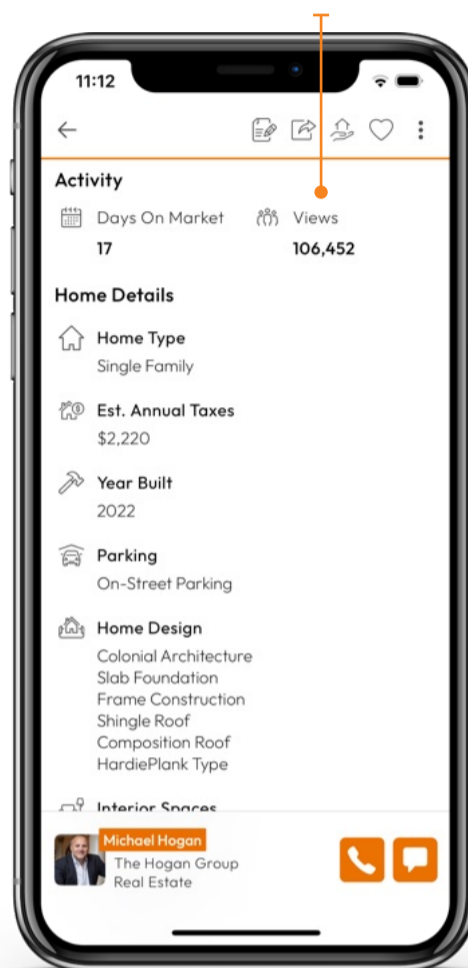 11:12
Activity
Days On Market
17
Views
106,452
Home Details
Home Type
Single Family
Est. Annual Taxes
$2,220
Year Built
2022
Parking
On-Street Parking
Home Design
Colonial Architecture
Slab Foundation
Frame Construction
Shingle Roof
Composition Roof
HardiePlank Type
Interior Spaces
Michael Hogan
The Hogan Group
Real Estate